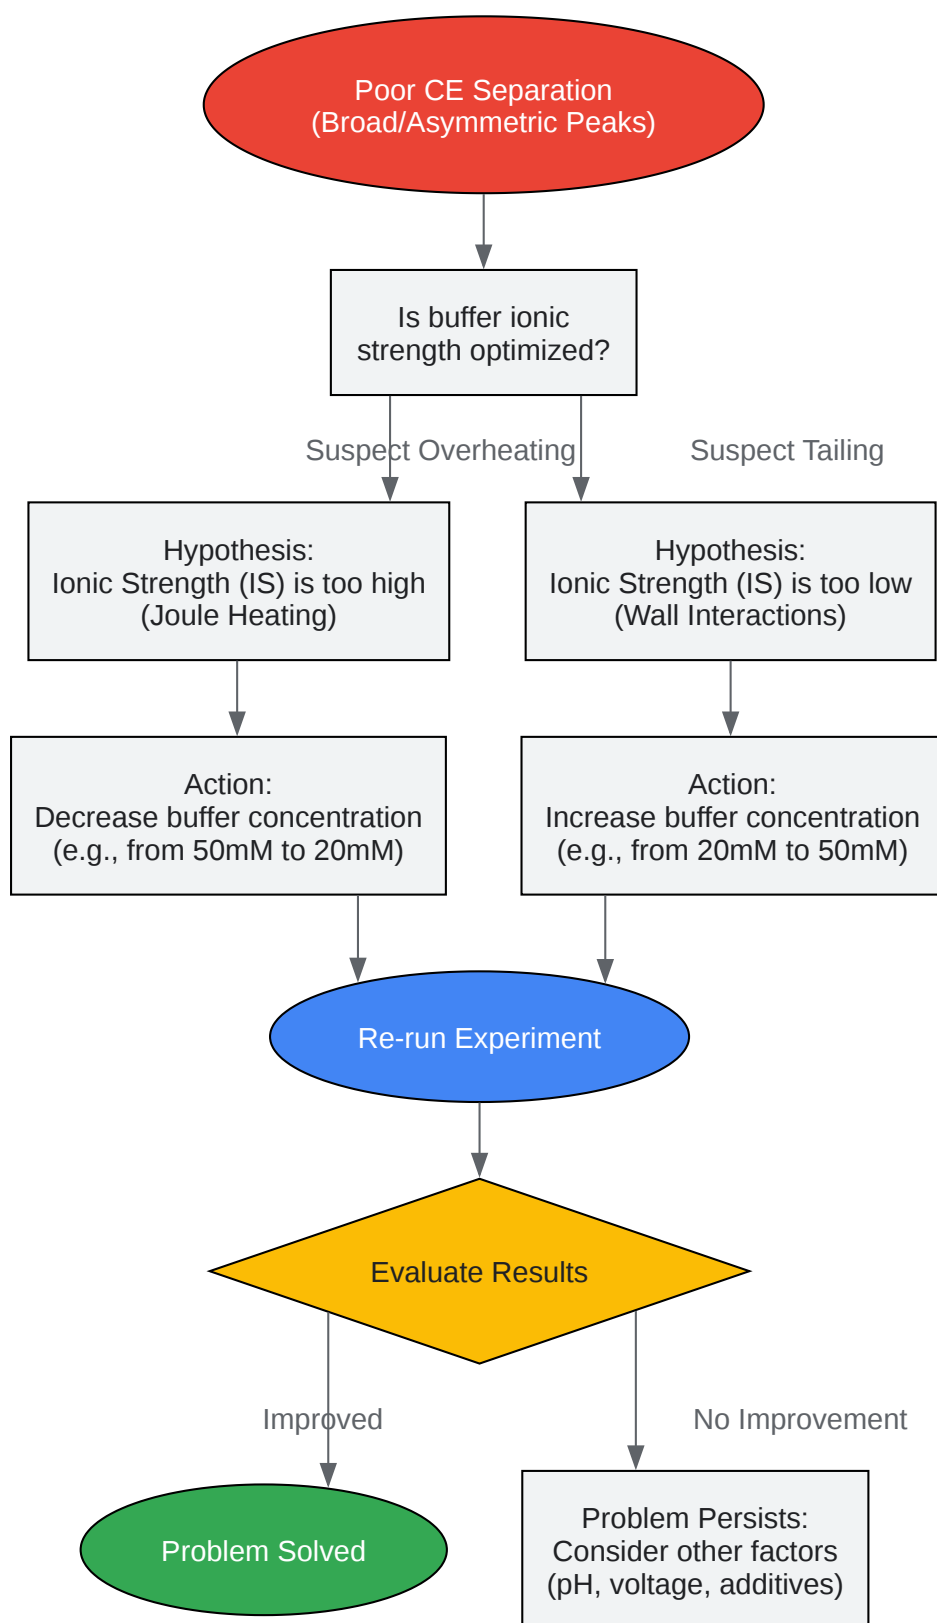 Poor CE Separation
(Broad/Asymmetric Peaks)
Is buffer ionic
strength optimized?
Suspect Overheating
Suspect Tailing
Hypothesis:
Ionic Strength (IS) is too high
(Joule Heating)
Hypothesis:
Ionic Strength (IS) is too low
(Wall Interactions)
Action:
Decrease buffer concentration
(e.g., from 50mM to 20mM)
Action:
Increase buffer concentration
(e.g., from 20mM to 50mM)
Re-run Experiment
Evaluate Results
Improved
No Improvement
Problem Solved
Problem Persists:
Consider other factors
(pH, voltage, additives)